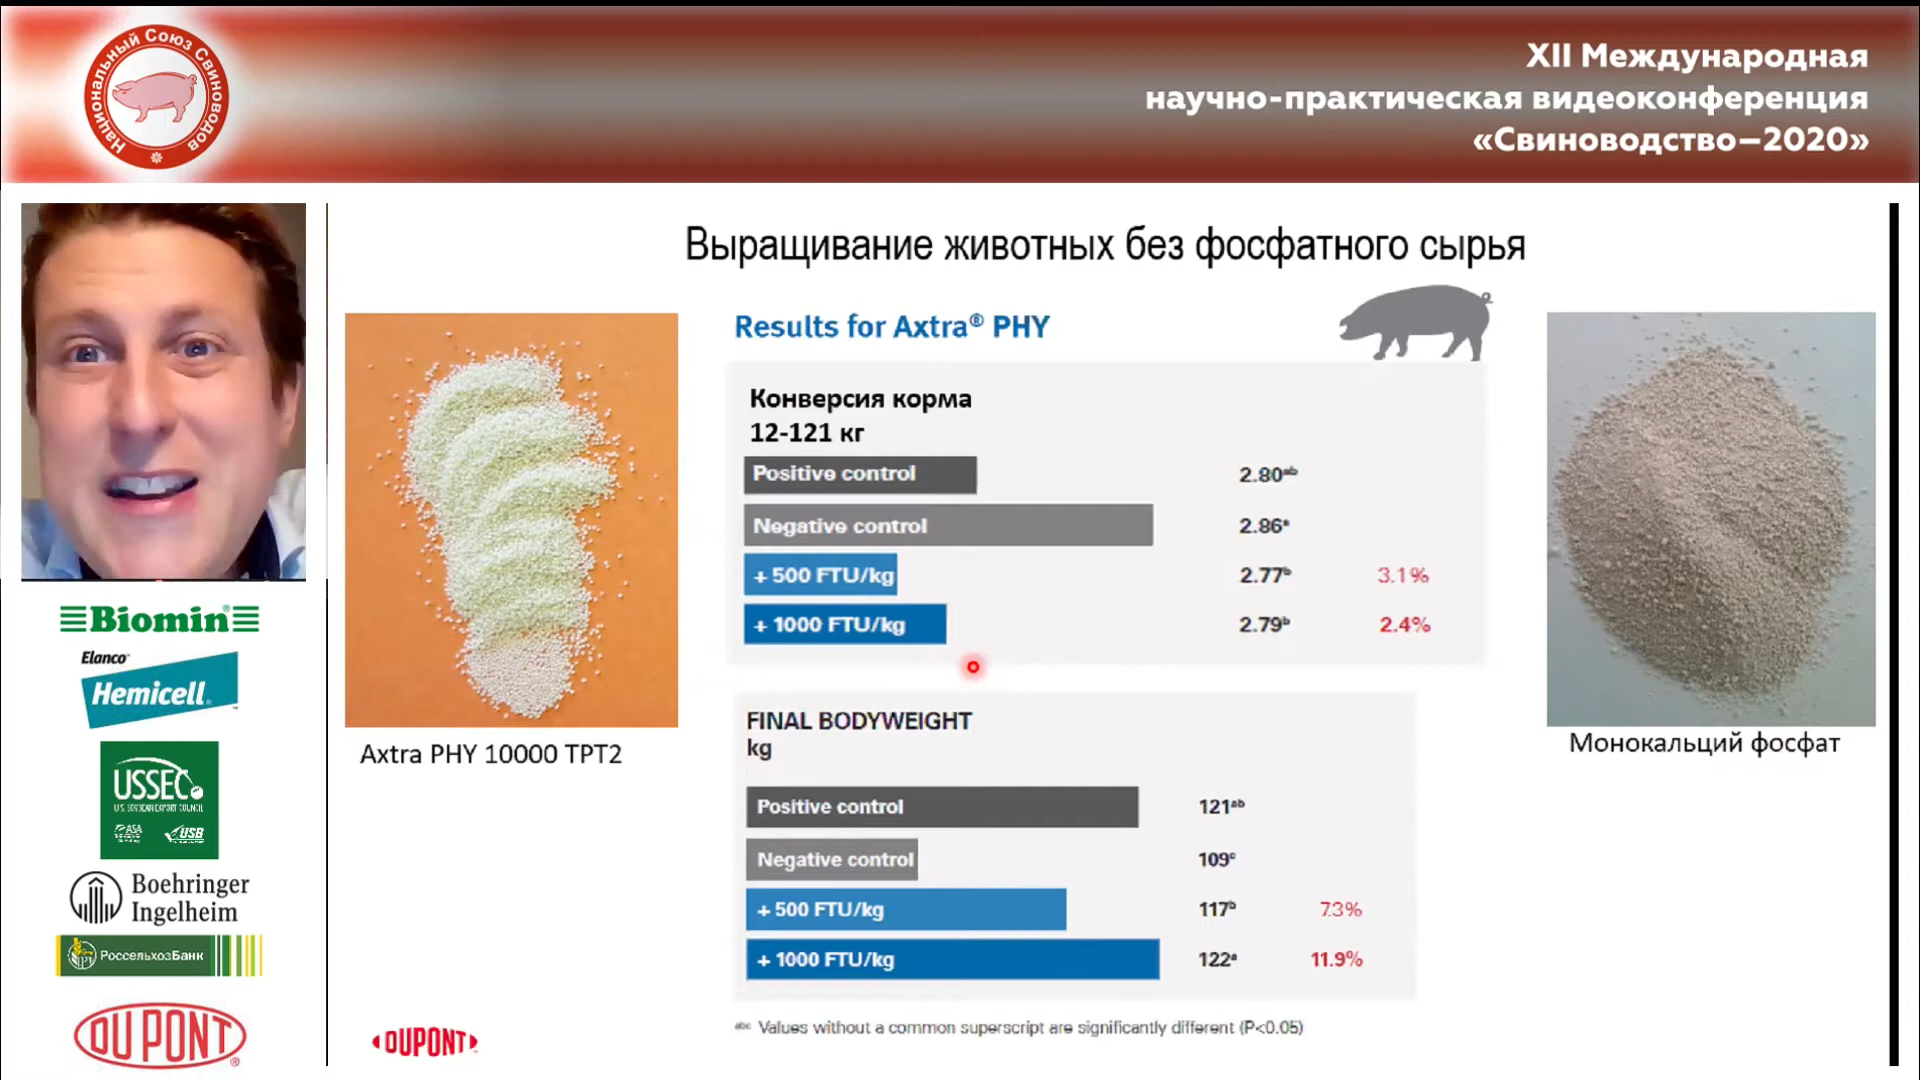 Национальный Союз Свиноводов
XII Международная
научно-практическая видеоконференция
«Свиноводство—2020»
Выращивание животных без фосфатного сырья
Results for Axtra® PHY
Конверсия корма
12-121 кг
Positive control 2.80ᵃᵇ
Negative control 2.86ᵃ
+ 500 FTU/kg 2.77ᵇ 3.1%
+ 1000 FTU/kg 2.79ᵇ 2.4%
FINAL BODYWEIGHT
kg
Positive control 121ᵃᵇ
Negative control 109ᶜ
+ 500 FTU/kg 117ᵇ 7.3%
+ 1000 FTU/kg 122ᵃ 11.9%
ᵃᵇᶜ Values without a common superscript are significantly different (P<0.05)
Axtra PHY 10000 TPT2
Монокальций фосфат
Biomin®
Elanco™
Hemicell®
USSEC
U.S. SOYBEAN EXPORT COUNCIL
ASA
USB
Boehringer
Ingelheim
РоссельхозБанк
DUPONT®
DUPONT